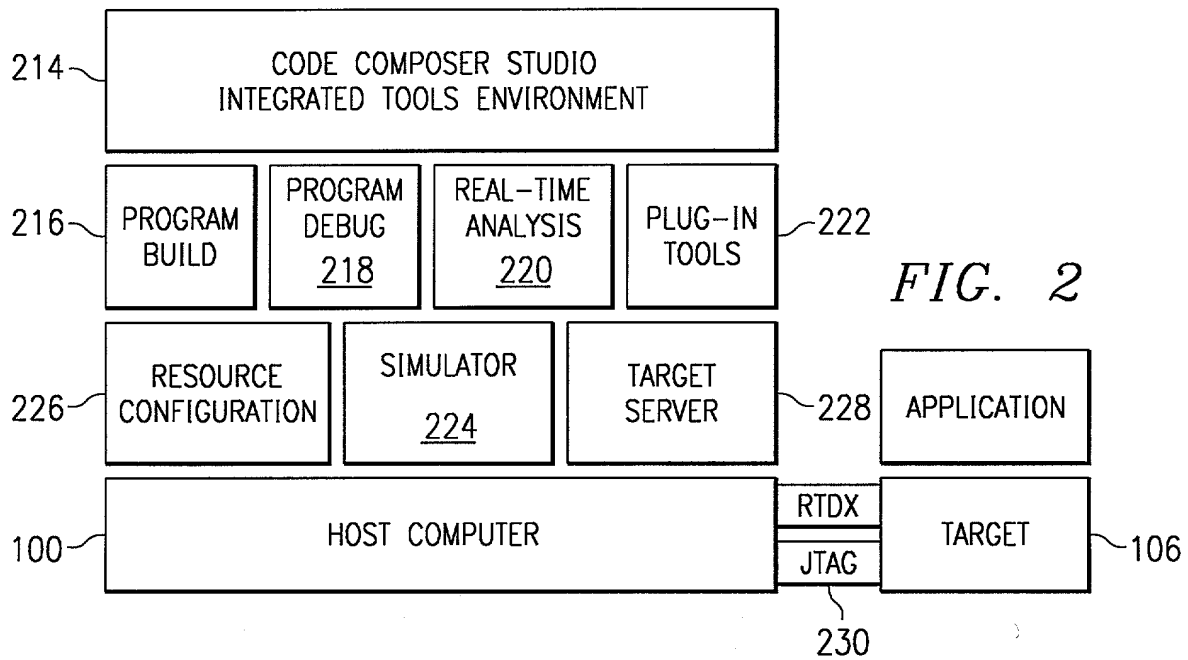 214
CODE COMPOSER STUDIO
INTEGRATED TOOLS ENVIRONMENT
216
PROGRAM
BUILD
PROGRAM
DEBUG
218
REAL-TIME
ANALYSIS
220
PLUG-IN
TOOLS
222
FIG. 2
226
RESOURCE
CONFIGURATION
SIMULATOR
224
TARGET
SERVER
228
APPLICATION
100
HOST COMPUTER
RTDX
JTAG
230
TARGET
106